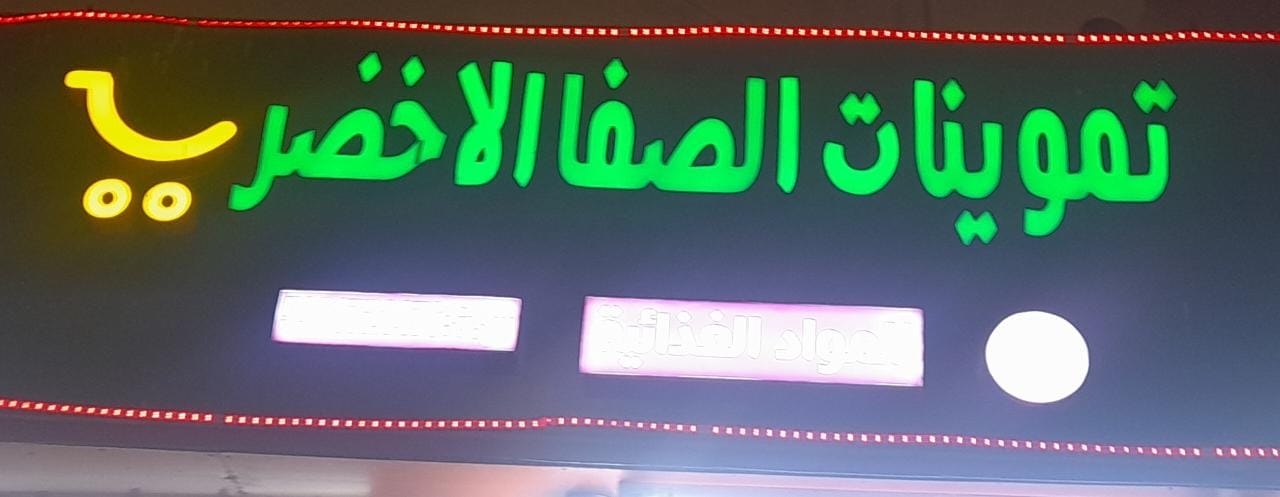 تموينات الصفا الاخضر
المواد الغذائية